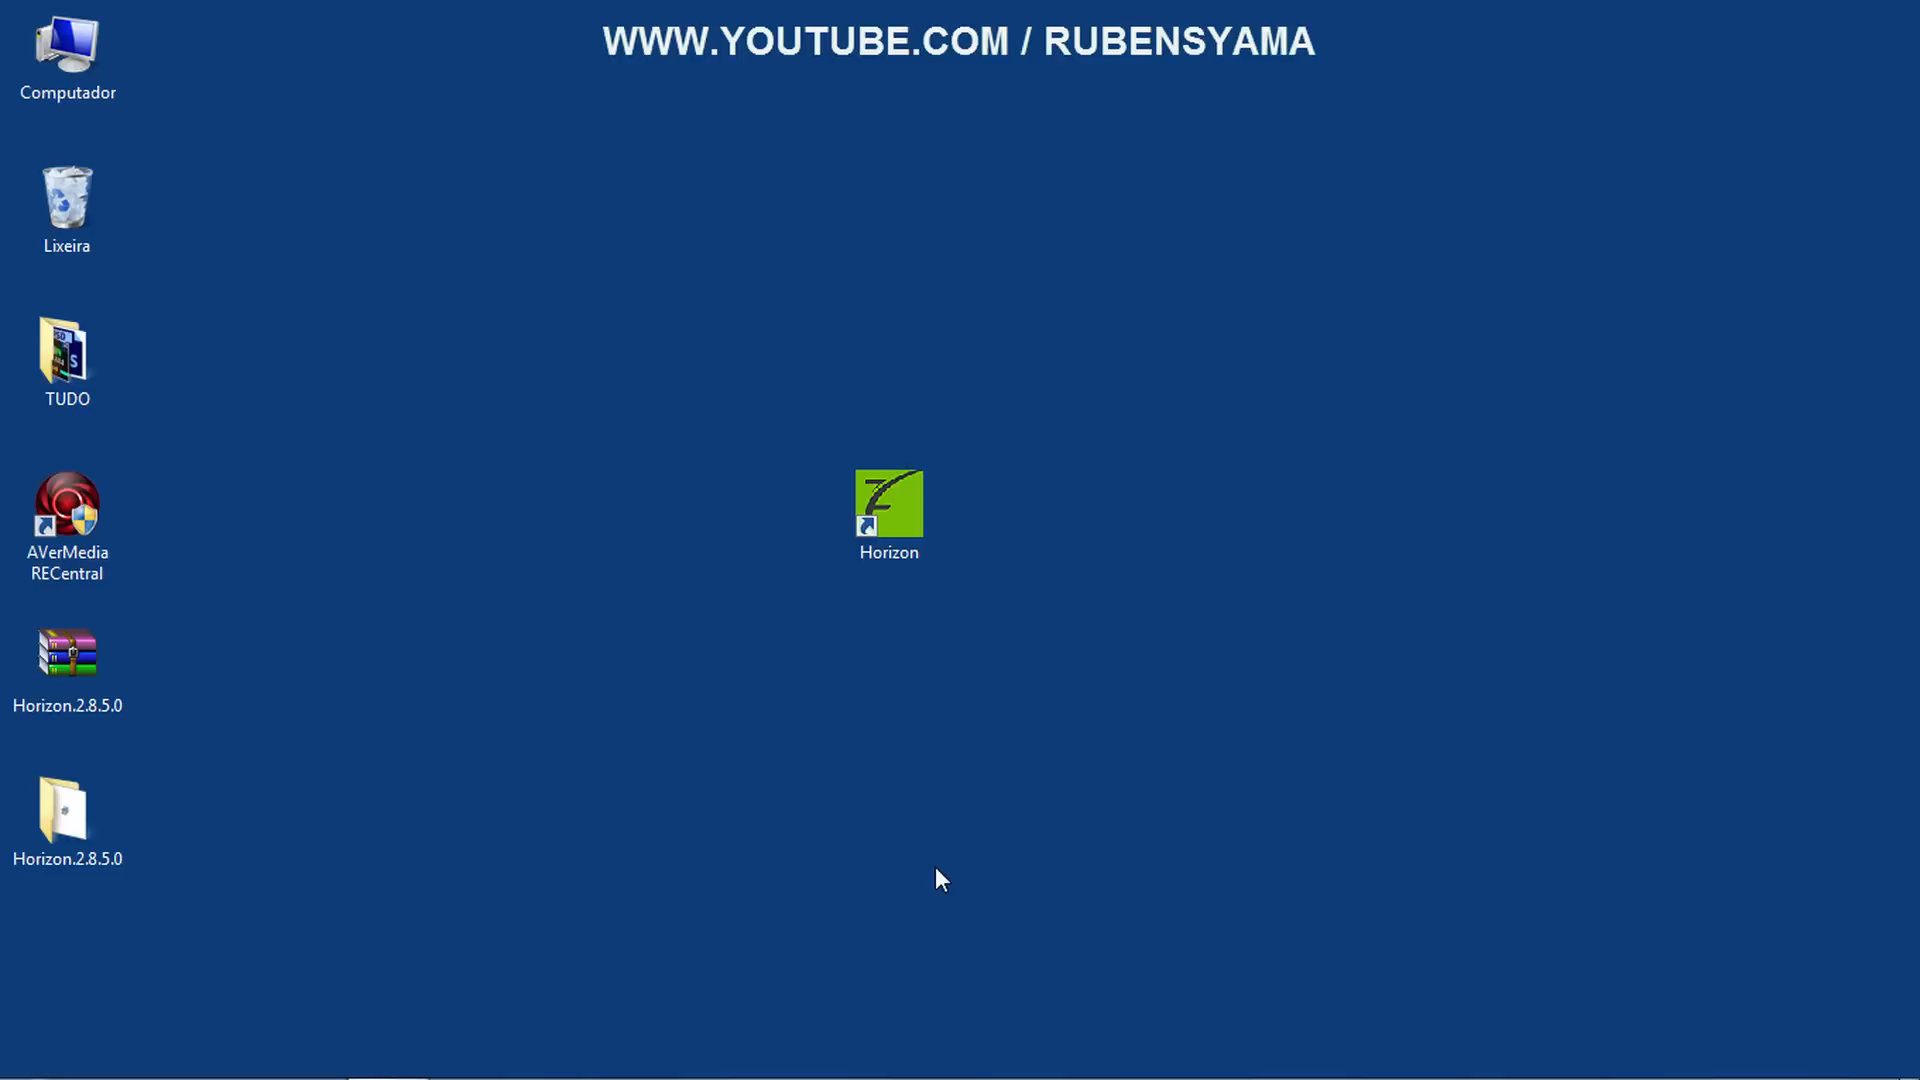 WWW.YOUTUBE.COM / RUBENSYAMA
Computador
Lixeira
TUDO
AVerMedia
RECentral
Horizon.2.8.5.0
Horizon.2.8.5.0
Horizon